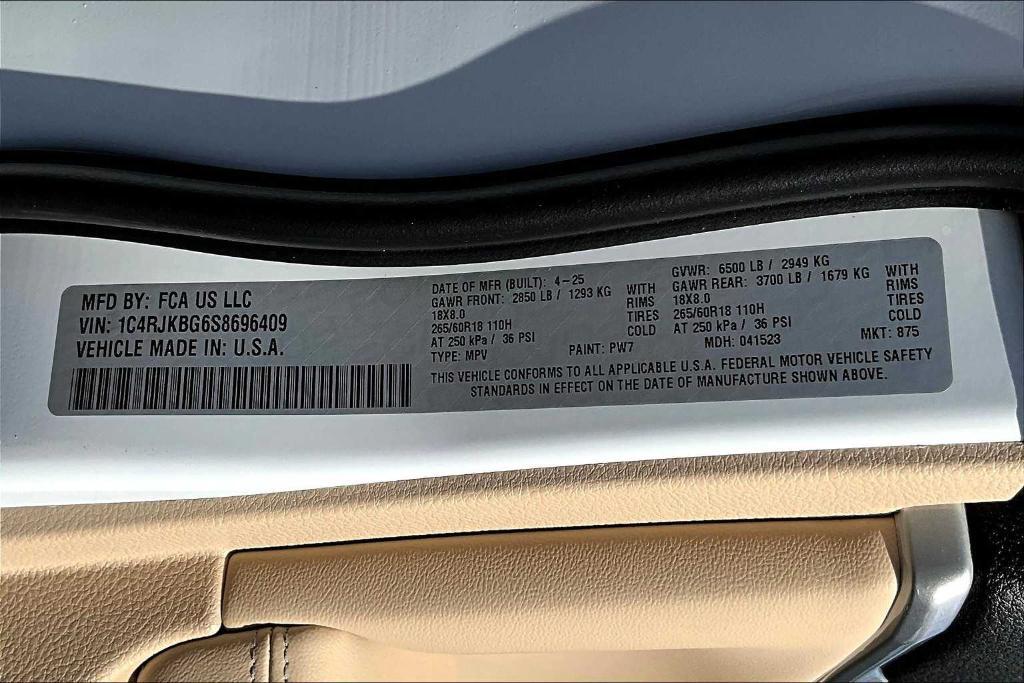 MFD BY: FCA US LLC
VIN: 1C4RJKBG6S8696409
VEHICLE MADE IN: U.S.A.
DATE OF MFR (BUILT): 4-25
GAWR FRONT: 2850 LB / 1293 KG WITH
18X8.0 RIMS
265/60R18 110H TIRES
AT 250 kPa / 36 PSI COLD
TYPE: MPV PAINT: PW7
GVWR: 6500 LB / 2949 KG
GAWR REAR: 3700 LB / 1679 KG WITH
18X8.0 RIMS
265/60R18 110H TIRES
AT 250 kPa / 36 PSI COLD
MDH: 041523 MKT: 875
THIS VEHICLE CONFORMS TO ALL APPLICABLE U.S.A. FEDERAL MOTOR VEHICLE SAFETY
STANDARDS IN EFFECT ON THE DATE OF MANUFACTURE SHOWN ABOVE.